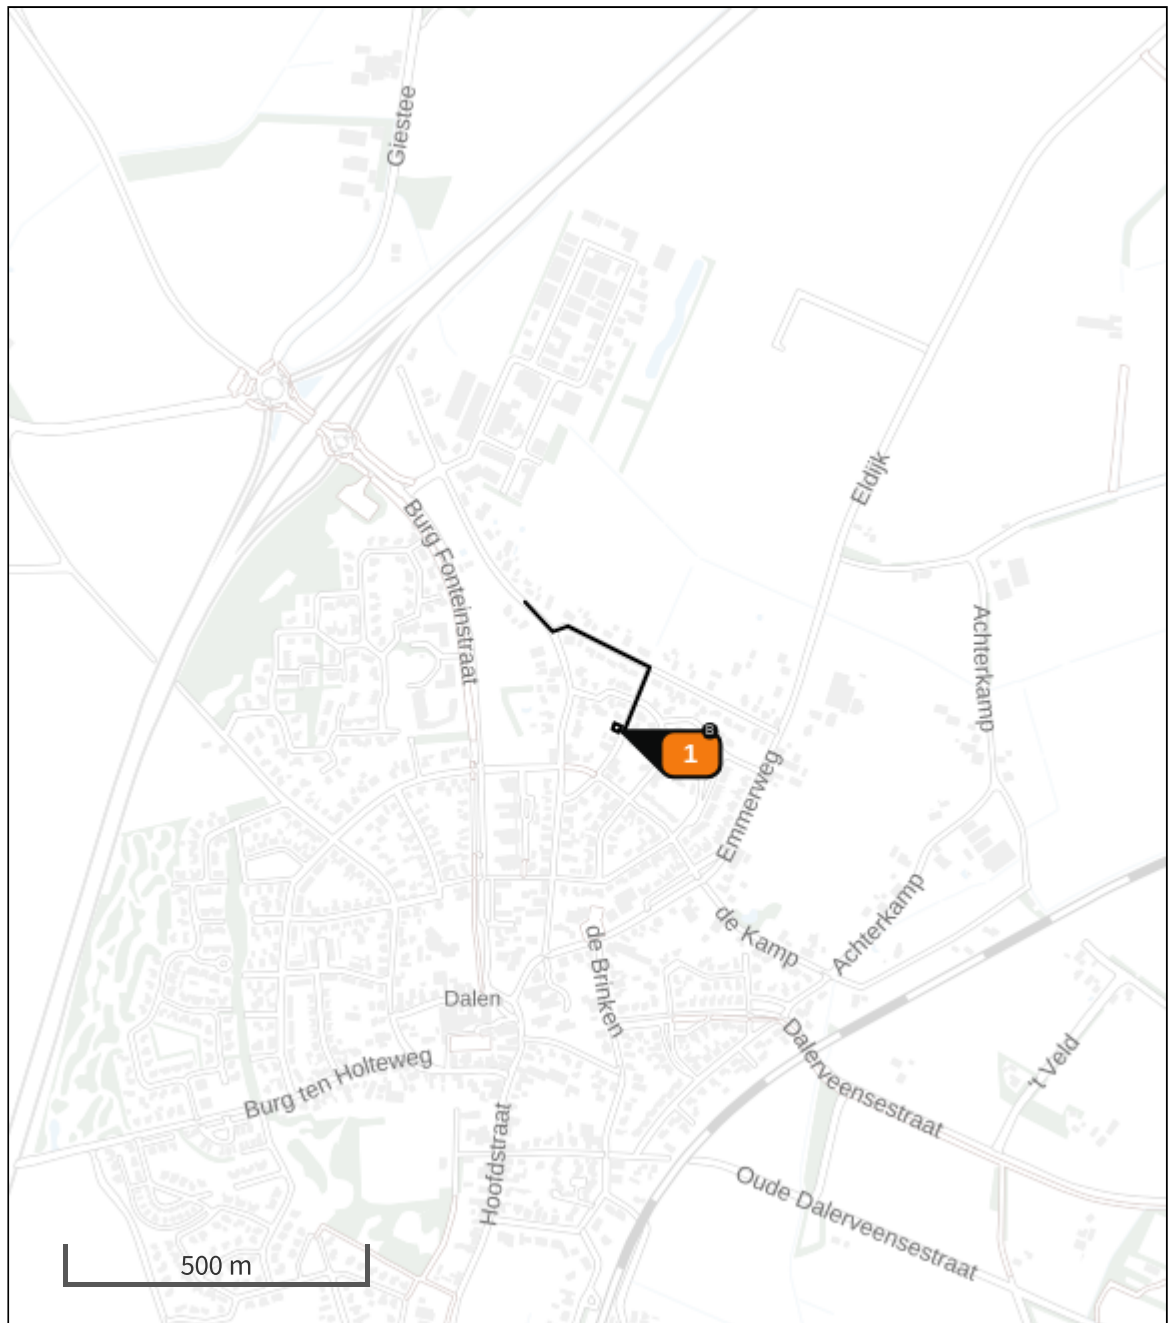 Giestee
Eldijk
Burg Fonteinstraat
Achterkamp
B
1
Emmerweg
Achterkamp
de Kamp
de Brinken
Dalen
Dalerveensestraat
't Veld
Burg ten Holteweg
Hoofdstraat
Oude Dalerveensestraat
500 m